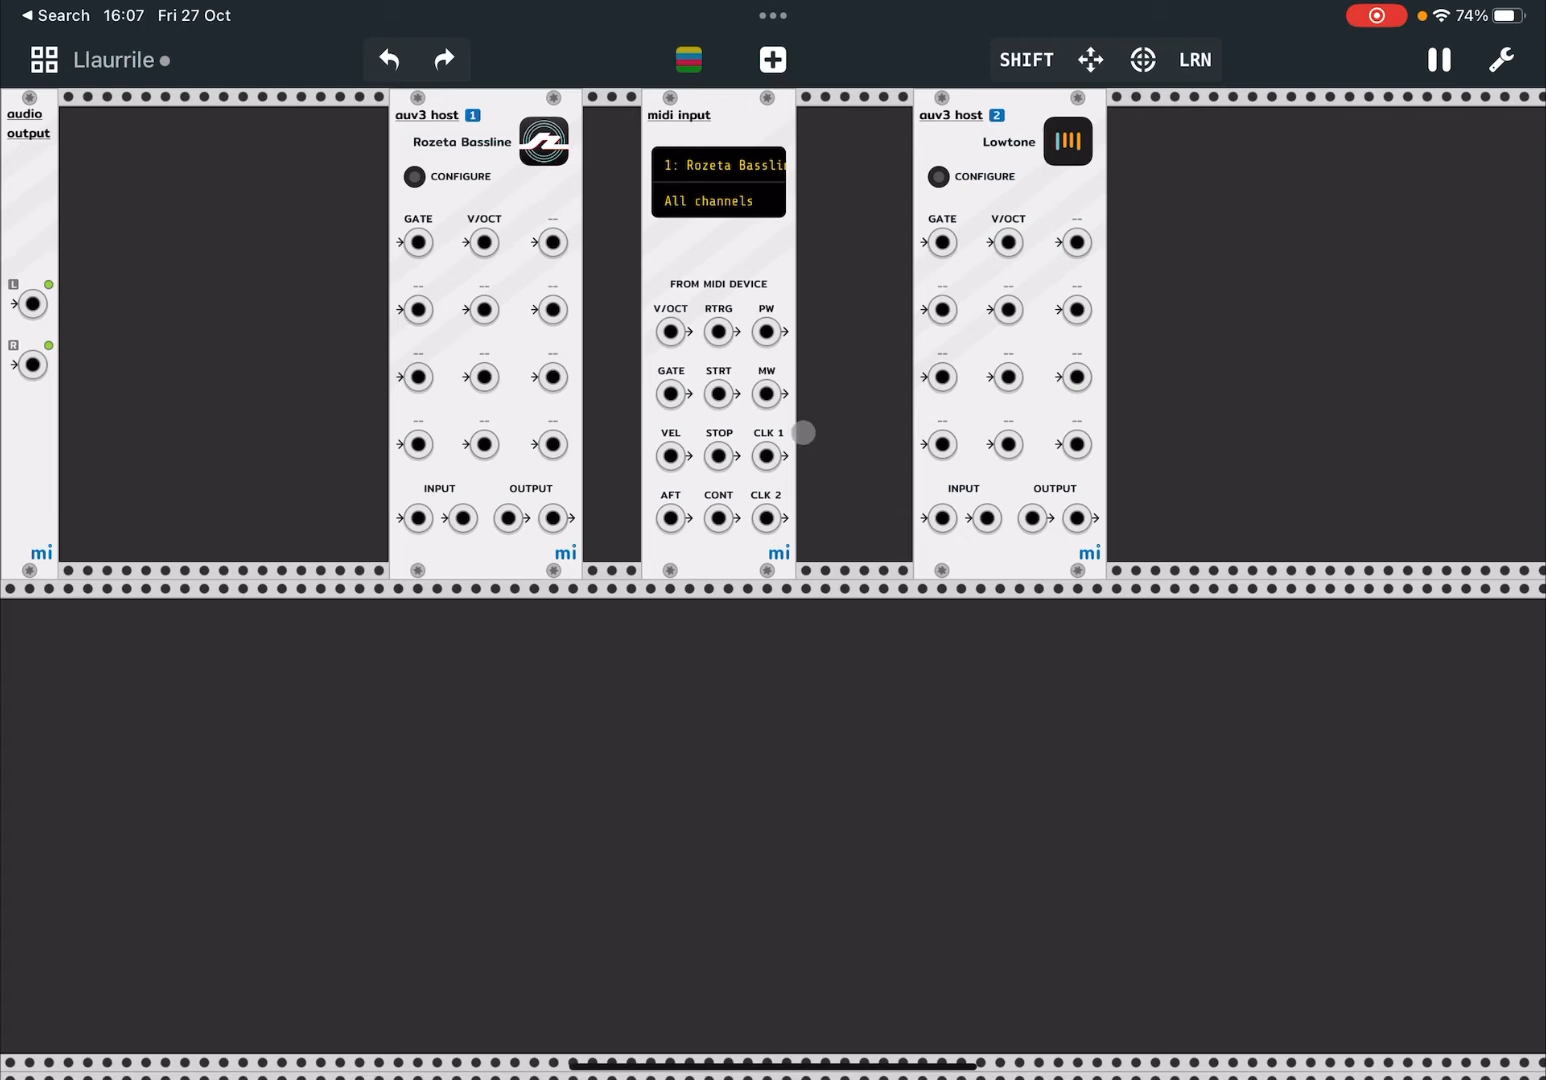 Search 16:07 Fri 27 Oct
74%
Llaurrile
SHIFT
LRN
audio
output
L
R
auv3 host 1
Rozeta Bassline
CONFIGURE
GATE V/OCT --
-- -- --
-- -- --
-- -- --
INPUT OUTPUT
mi
mi
midi input
1: Rozeta Bassli
All channels
FROM MIDI DEVICE
V/OCT RTRG PW
GATE STRT MW
VEL STOP CLK 1
AFT CONT CLK 2
mi
auv3 host 2
Lowtone
CONFIGURE
GATE V/OCT --
-- -- --
-- -- --
-- -- --
INPUT OUTPUT
mi